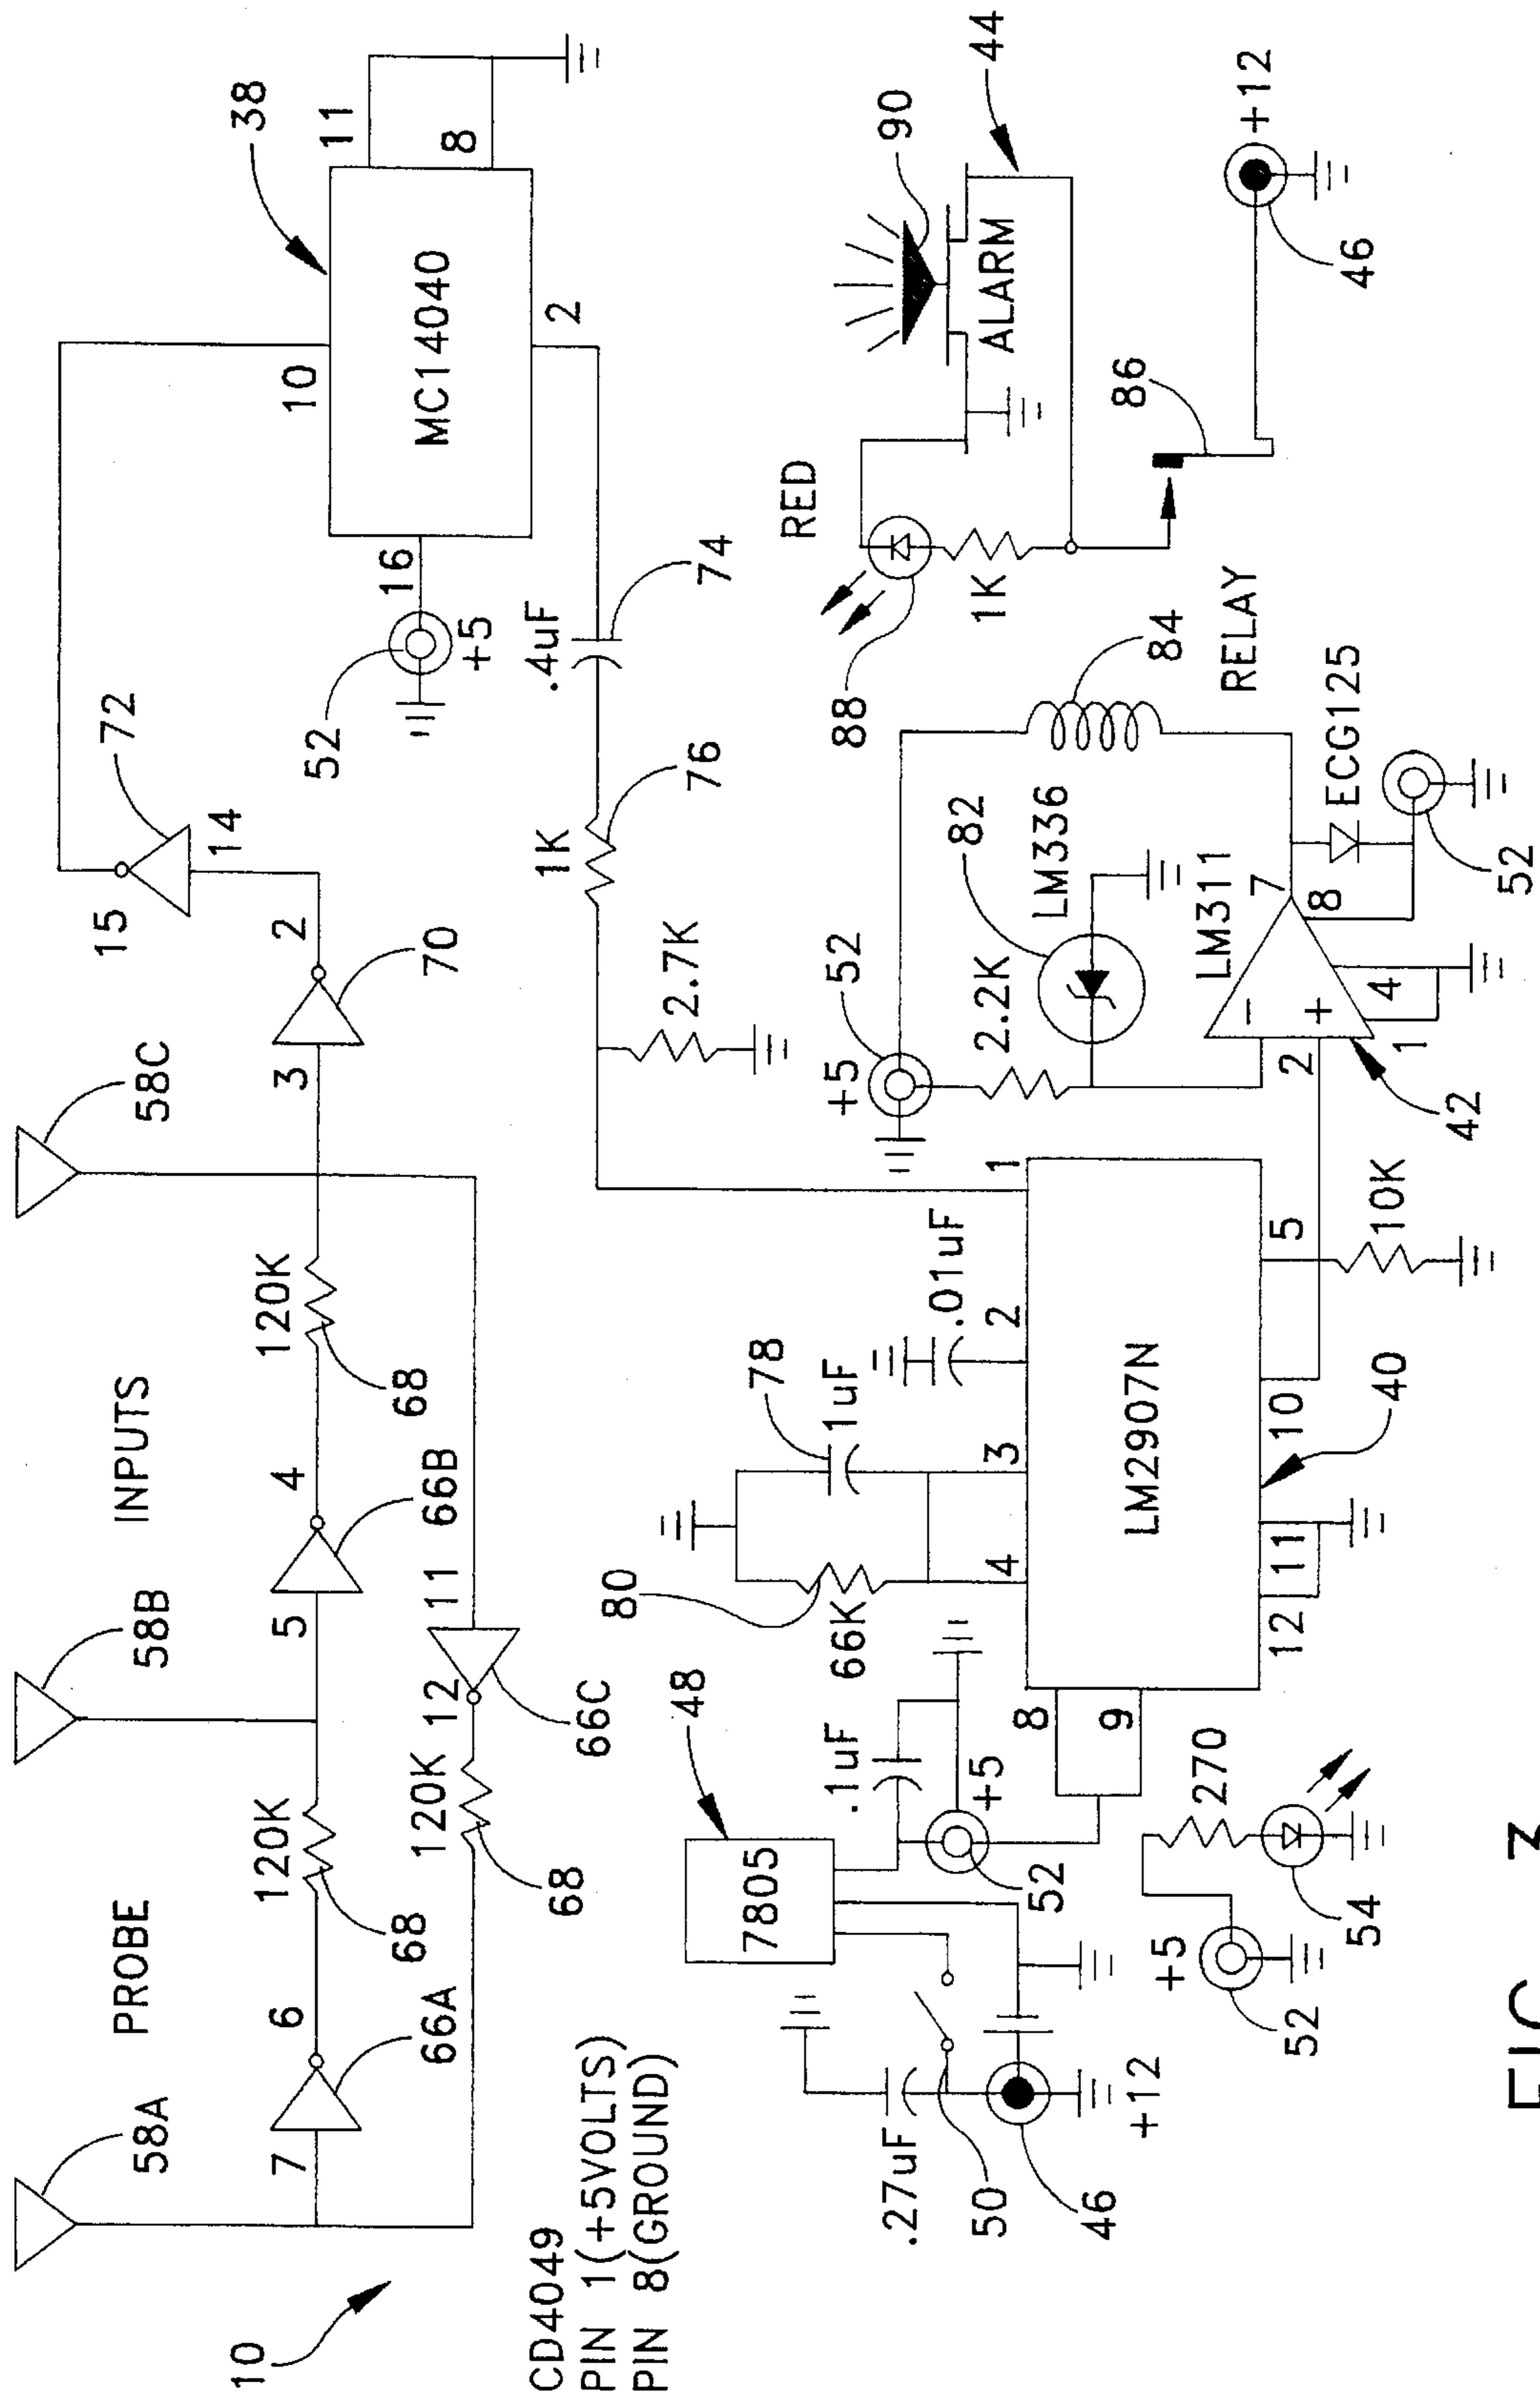 58A
58B
58C
PROBE
INPUTS
10
7
6
66A
120K
68
5
4
66B
120K
68
3
2
70
14
15
72
11
12
66C
120K
68
CD4049
PIN 1(+5VOLTS)
PIN 8(GROUND)
38
MC14040
10
11
8
16
2
52
+5
.4uF
74
1K
76
2.7K
48
7805
.1uF
+5
52
.27uF
50
46
+12
+5
52
270
54
80
66K
78
1uF
.01uF
LM2907N
1
2
3
4
5
8
9
10
11
12
40
10K
+5
52
2.2K
82
LM336
LM311
2
1
4
7
8
42
ECG125
52
84
RELAY
RED
88
1K
90
ALARM
44
86
46
+12